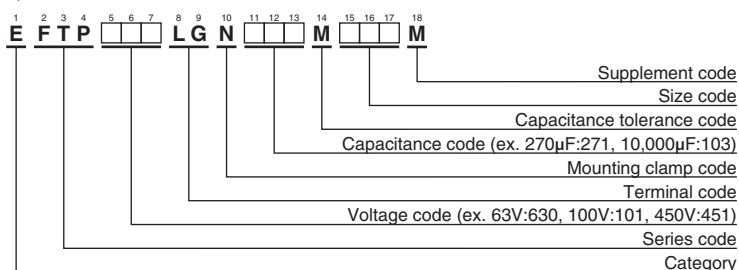 1 2 3 4 5 6 7 8 9 10 11 12 13 14 15 16 17 18
E F T P □□□ L G N □□□ M □□□ M
Supplement code
Size code
Capacitance tolerance code
Capacitance code (ex. 270µF:271, 10,000µF:103)
Mounting clamp code
Terminal code
Voltage code (ex. 63V:630, 100V:101, 450V:451)
Series code
Category